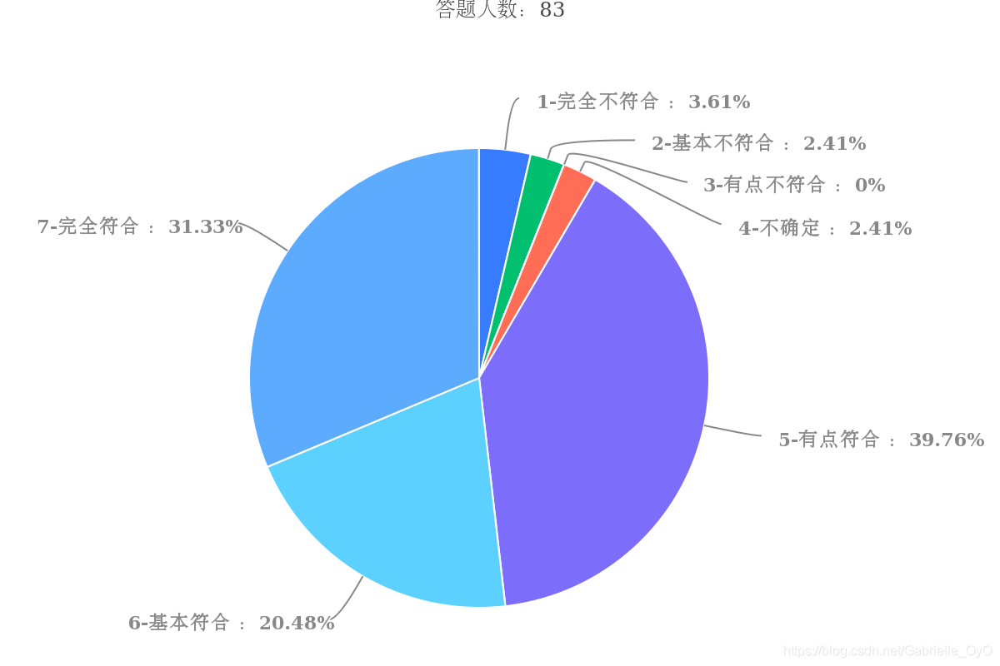 答题人数：83
1-完全不符合 ：3.61%
2-基本不符合 ：2.41%
3-有点不符合 ：0%
7-完全符合 ：31.33%
4-不确定 ：2.41%
5-有点符合 ：39.76%
6-基本符合 ：20.48%
https://blog.csdn.net/Gabrielle_OyO